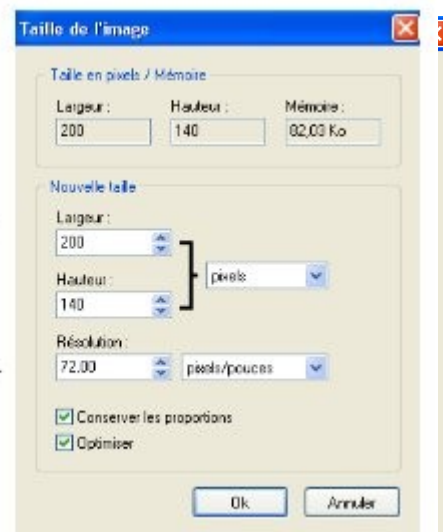 Taille de l'image
Taille en pixels / Mémoire
Largeur : Hauteur : Mémoire :
200 140 82,03 Ko
Nouvelle taille
Largeur :
200
pixels
Hauteur :
140
Résolution :
72.00 pixels/pouces
Conserver les proportions
Optimiser
Ok Annuler